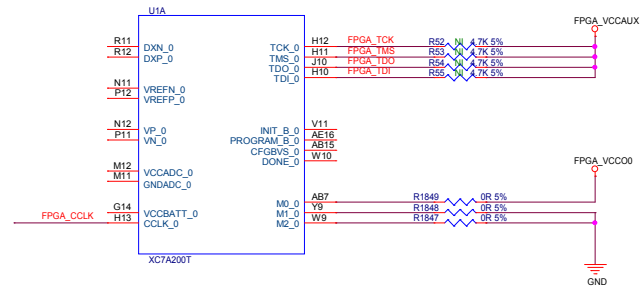 U1A
FPGA_VCCAUX
R11 DXN_0 TCK_0 H12 FPGA_TCK R52 NI 4.7K 5%
R12 DXP_0 TMS_0 H11 FPGA_TMS R53 NI 4.7K 5%
TDO_0 J10 FPGA_TDO R54 NI 4.7K 5%
TDI_0 H10 FPGA_TDI R55 NI 4.7K 5%
N11 VREFN_0
P12 VREFP_0
N12 VP_0 INIT_B_0 V11
P11 VN_0 PROGRAM_B_0 AE16
CFGBVS_0 AB15
DONE_0 W10
FPGA_VCCO0
M12 VCCADC_0
M11 GNDADC_0
M0_0 AB7 R1849 0R 5%
G14 VCCBATT_0 M1_0 Y9 R1848 0R 5%
FPGA_CCLK H13 CCLK_0 M2_0 W9 R1847 0R 5%
XC7A200T
GND